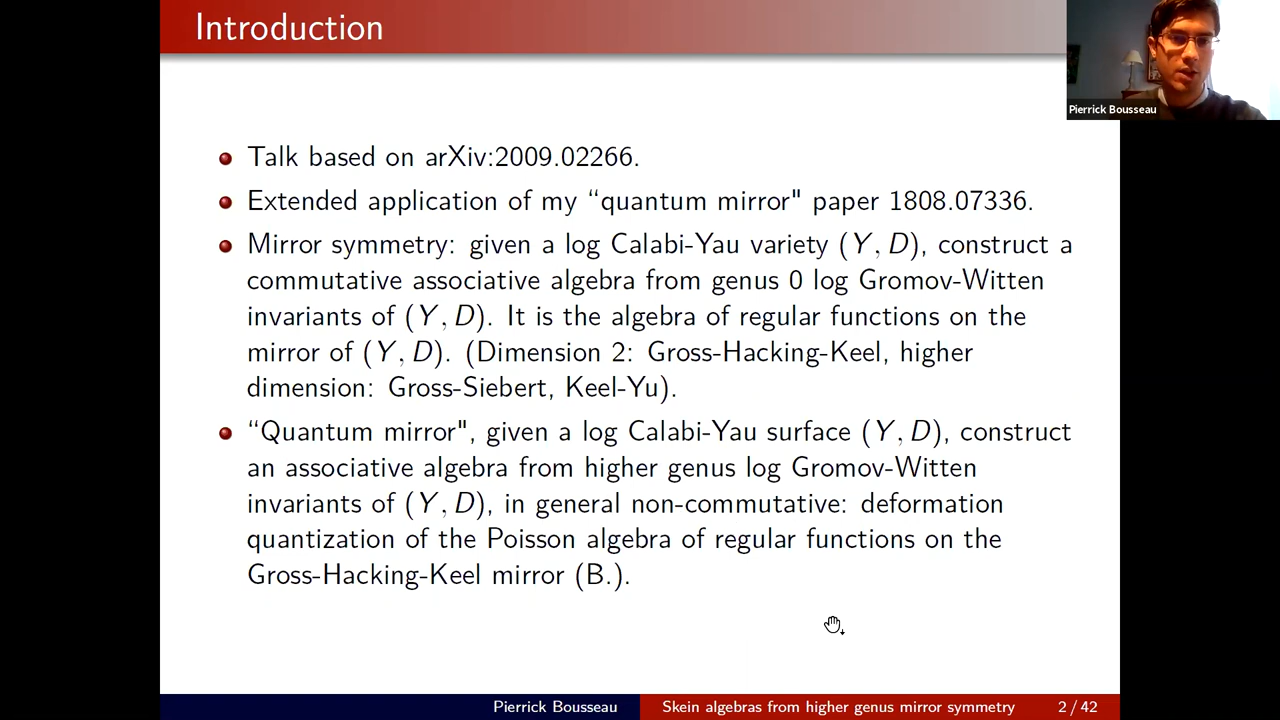 Introduction
Pierrick Bousseau
Talk based on arXiv:2009.02266.
Extended application of my “quantum mirror" paper 1808.07336.
Mirror symmetry: given a log Calabi-Yau variety (Y, D), construct a
commutative associative algebra from genus 0 log Gromov-Witten
invariants of (Y, D). It is the algebra of regular functions on the
mirror of (Y, D). (Dimension 2: Gross-Hacking-Keel, higher
dimension: Gross-Siebert, Keel-Yu).
“Quantum mirror", given a log Calabi-Yau surface (Y, D), construct
an associative algebra from higher genus log Gromov-Witten
invariants of (Y, D), in general non-commutative: deformation
quantization of the Poisson algebra of regular functions on the
Gross-Hacking-Keel mirror (B.).
Pierrick Bousseau
Skein algebras from higher genus mirror symmetry
2 / 42